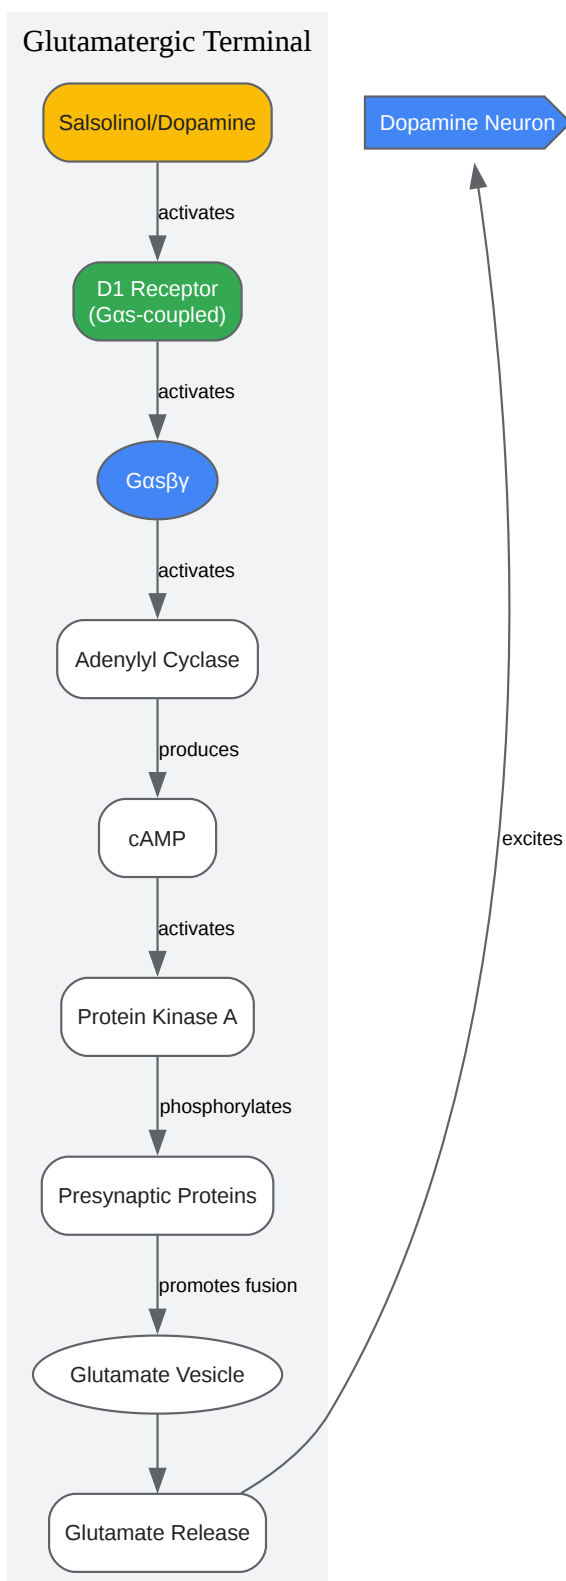 Glutamatergic Terminal
Salsolinol/Dopamine
Dopamine Neuron
activates
D1 Receptor
(Gαs-coupled)
activates
Gαsβγ
activates
Adenylyl Cyclase
produces
cAMP
excites
activates
Protein Kinase A
phosphorylates
Presynaptic Proteins
promotes fusion
Glutamate Vesicle
Glutamate Release